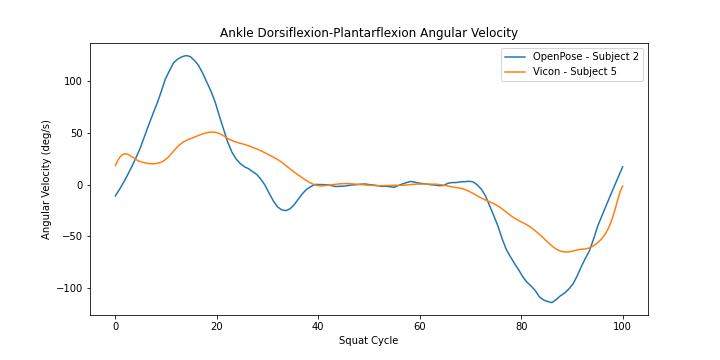 Ankle Dorsiflexion-Plantarflexion Angular Velocity
OpenPose - Subject 2
Vicon - Subject 5
Angular Velocity (deg/s)
100
50
0
−50
−100
0
20
40
60
80
100
Squat Cycle